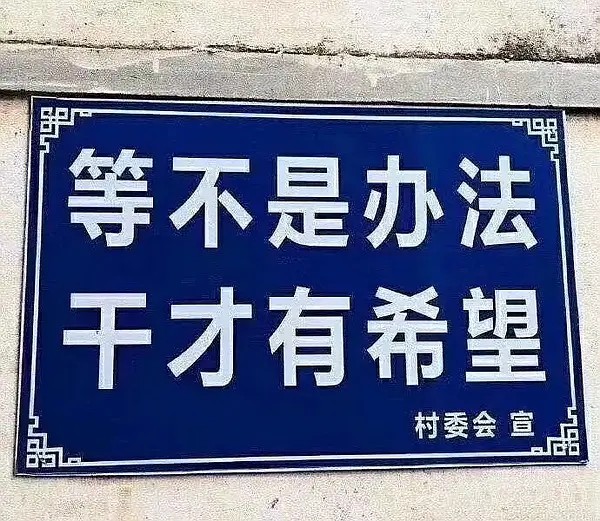 等不是办法
干才有希望
村委会 宣